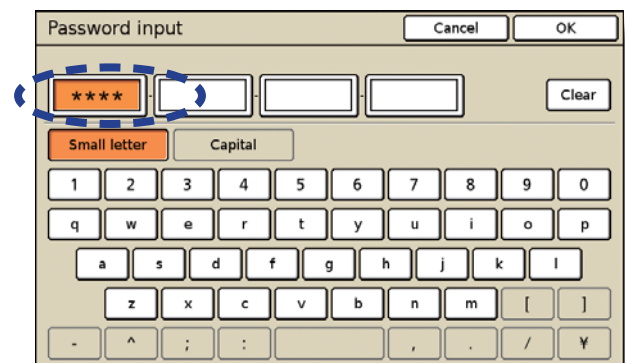 Password input Cancel OK
**** - - - Clear
Small letter Capital
1 2 3 4 5 6 7 8 9 0
q w e r t y u i o p
a s d f g h j k l
z x c v b n m [ ]
- ^ ; : , . / ¥